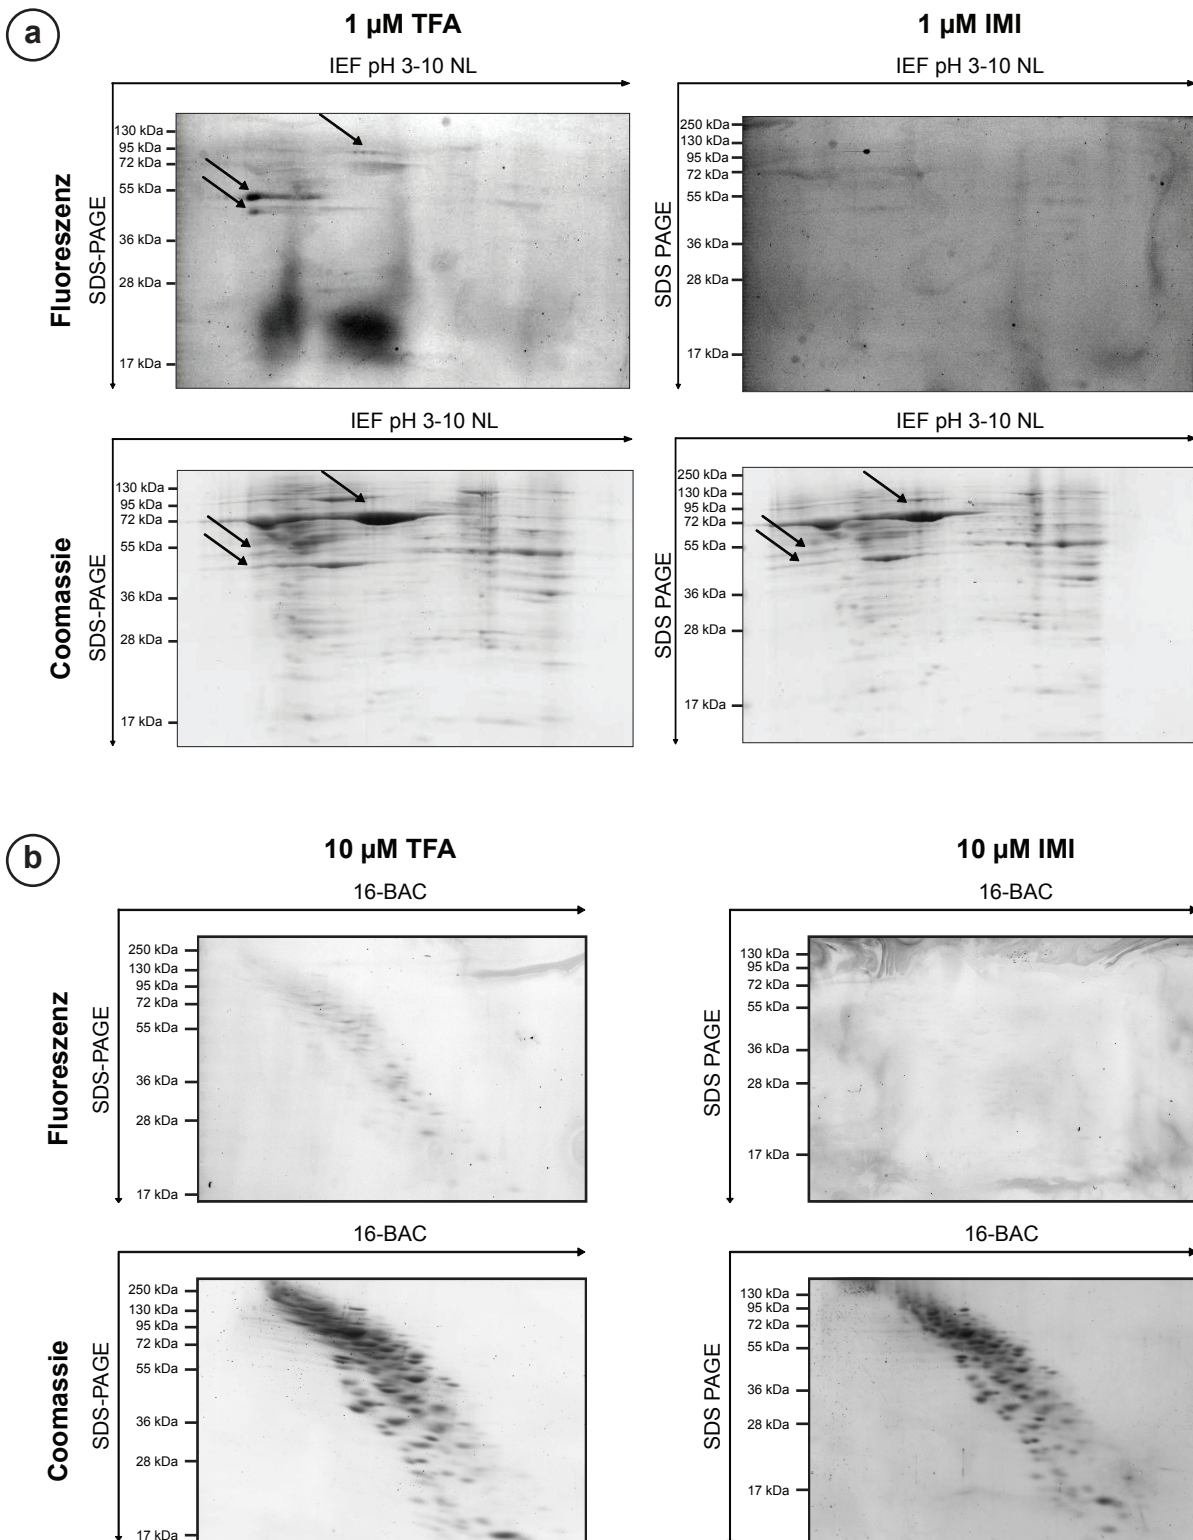 a
1 µM TFA
1 µM IMI
IEF pH 3-10 NL
IEF pH 3-10 NL
Fluoreszenz
SDS-PAGE
130 kDa
95 kDa
72 kDa
55 kDa
36 kDa
28 kDa
17 kDa
SDS PAGE
250 kDa
130 kDa
95 kDa
72 kDa
55 kDa
36 kDa
28 kDa
17 kDa
IEF pH 3-10 NL
IEF pH 3-10 NL
Coomassie
SDS-PAGE
130 kDa
95 kDa
72 kDa
55 kDa
36 kDa
28 kDa
17 kDa
SDS PAGE
250 kDa
130 kDa
95 kDa
72 kDa
55 kDa
36 kDa
28 kDa
17 kDa
b
10 µM TFA
10 µM IMI
16-BAC
16-BAC
Fluoreszenz
SDS-PAGE
250 kDa
130 kDa
95 kDa
72 kDa
55 kDa
36 kDa
28 kDa
17 kDa
SDS PAGE
130 kDa
95 kDa
72 kDa
55 kDa
36 kDa
28 kDa
17 kDa
16-BAC
16-BAC
Coomassie
SDS-PAGE
250 kDa
130 kDa
95 kDa
72 kDa
55 kDa
36 kDa
28 kDa
17 kDa
SDS PAGE
130 kDa
95 kDa
72 kDa
55 kDa
36 kDa
28 kDa
17 kDa